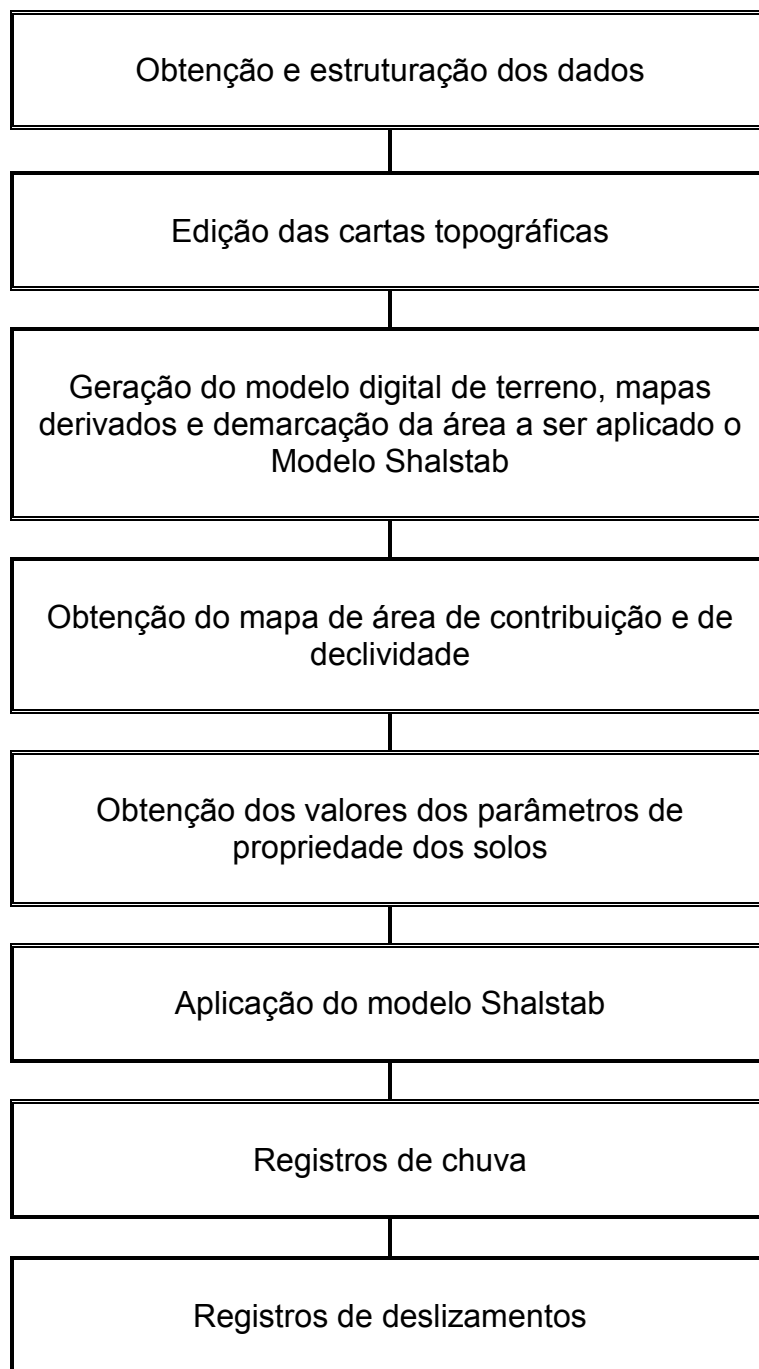 Obtenção e estruturação dos dados
Edição das cartas topográficas
Geração do modelo digital de terreno, mapas
derivados e demarcação da área a ser aplicado o
Modelo Shalstab
Obtenção do mapa de área de contribuição e de
declividade
Obtenção dos valores dos parâmetros de
propriedade dos solos
Aplicação do modelo Shalstab
Registros de chuva
Registros de deslizamentos